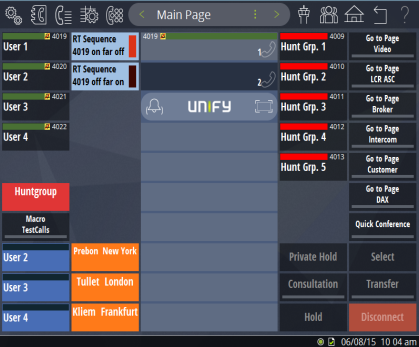 Main Page
?
4019
User 1
4020
User 2
4021
User 3
4022
User 4
RT Sequence
4019 off far off
RT Sequence
4020 off far on
4019
1
2
UNIFY
4009
Hunt Grp. 1
4010
Hunt Grp. 2
4011
Hunt Grp. 3
4012
Hunt Grp. 4
4013
Hunt Grp. 5
Go to Page
Video
Go to Page
LCR ASC
Go to Page
Broker
Go to Page
Intercom
Go to Page
Customer
Go to Page
DAX
Huntgroup
Macro
TestCalls
Quick Conference
User 2
Prebon New York
Private Hold
Select
User 3
Tullet London
Consultation
Transfer
User 4
Kliem Frankfurt
Hold
Disconnect
06/08/15 10 04 am